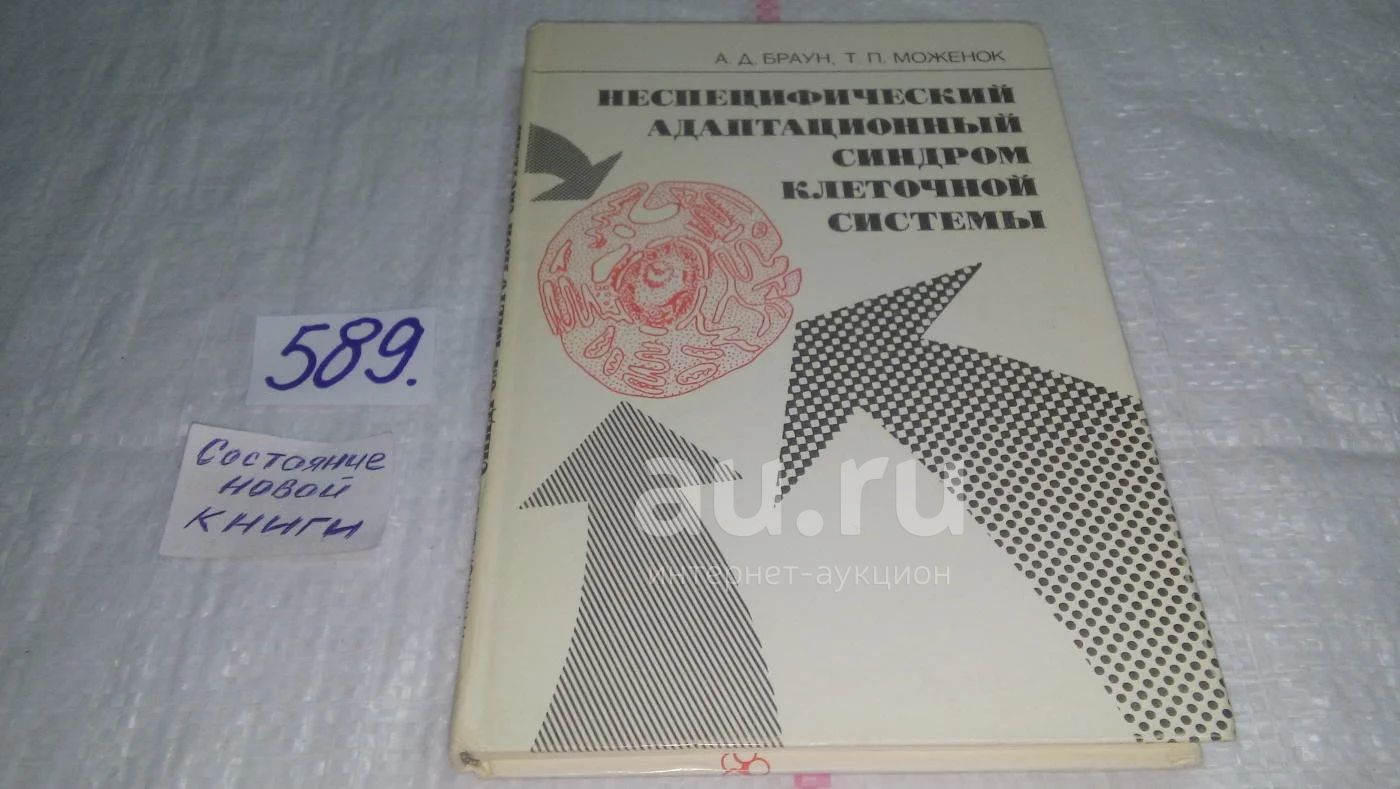 А. Д. БРАУН, Т. П. МОЖЕНОК
НЕСПЕЦИФИЧЕСКИЙ
АДАПТАЦИОННЫЙ
СИНДРОМ
КЛЕТОЧНОЙ
СИСТЕМЫ
589.
Состояние
новой
книги
au.ru
интернет-аукцион